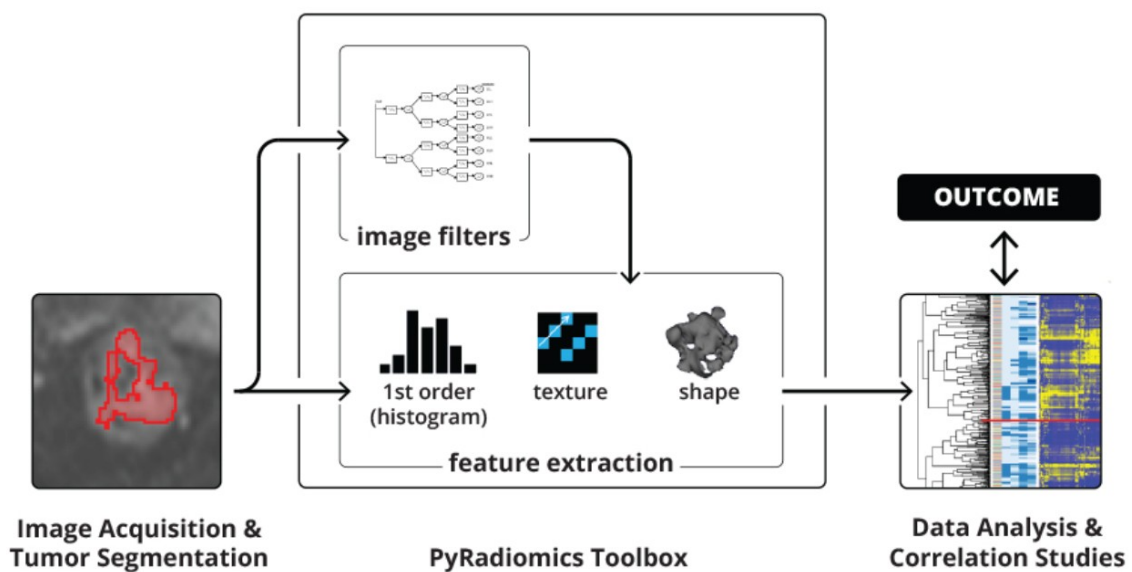 image filters
OUTCOME
1st order
(histogram)
texture
shape
feature extraction
Image Acquisition &
Tumor Segmentation
PyRadiomics Toolbox
Data Analysis &
Correlation Studies